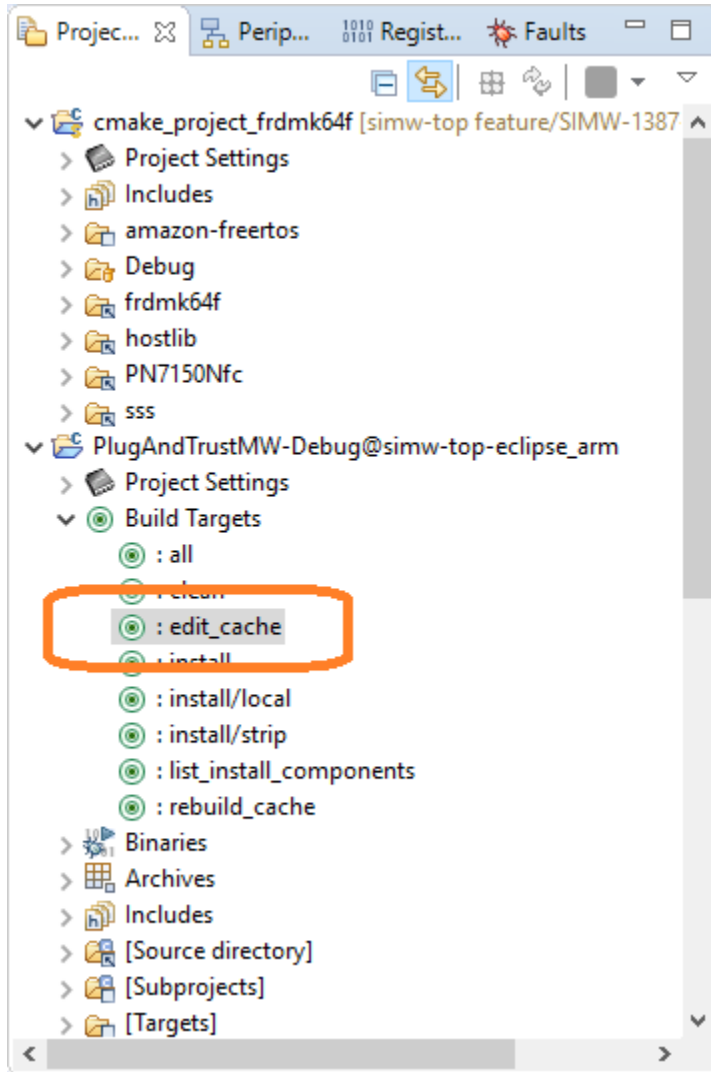 Projec... Perip... Regist... Faults
cmake_project_frdmk64f [simw-top feature/SIMW-1387
Project Settings
Includes
amazon-freertos
Debug
frdmk64f
hostlib
PN7150Nfc
sss
PlugAndTrustMW-Debug@simw-top-eclipse_arm
Project Settings
Build Targets
: all
: clean
: edit_cache
: install
: install/local
: install/strip
: list_install_components
: rebuild_cache
Binaries
Archives
Includes
[Source directory]
[Subprojects]
[Targets]